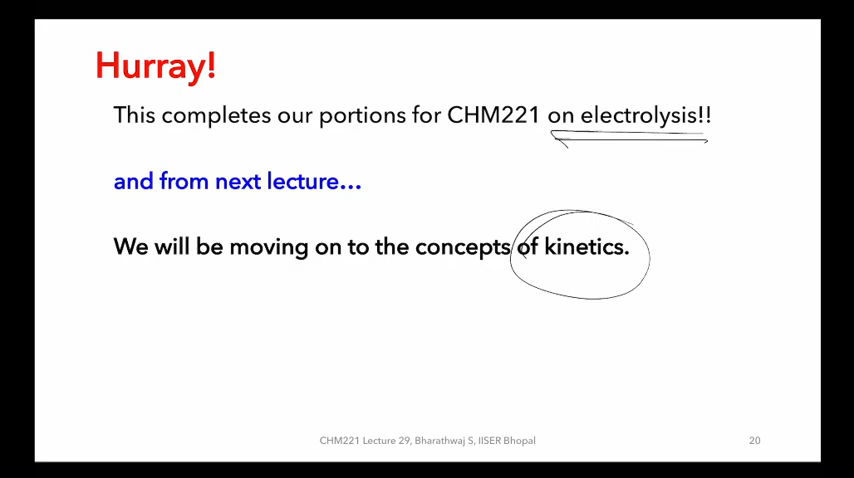 Hurray!
This completes our portions for CHM221 on electrolysis!!
and from next lecture...
We will be moving on to the concepts of kinetics.
CHM221 Lecture 29, Bharathwaj S, IISER Bhopal
20